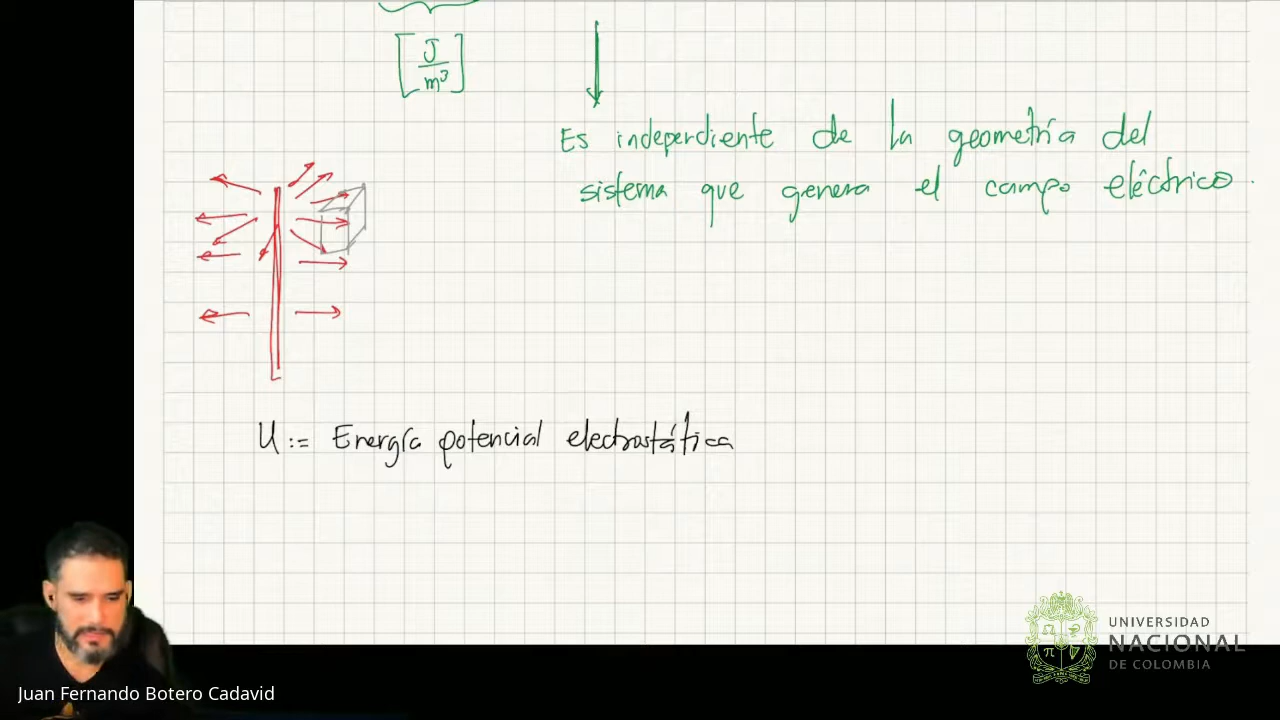 [J/m³]
Es independiente de la geometría del
sistema que genera el campo eléctrico.
U := Energía potencial electrostática
UNIVERSIDAD
NACIONAL
DE COLOMBIA
Juan Fernando Botero Cadavid